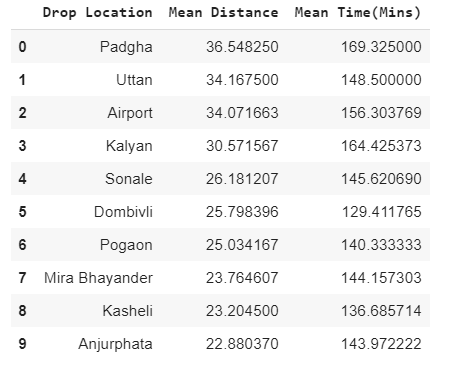 Drop Location Mean Distance Mean Time(Mins)
0 Padgha 36.548250 169.325000
1 Uttan 34.167500 148.500000
2 Airport 34.071663 156.303769
3 Kalyan 30.571567 164.425373
4 Sonale 26.181207 145.620690
5 Dombivli 25.798396 129.411765
6 Pogaon 25.034167 140.333333
7 Mira Bhayander 23.764607 144.157303
8 Kasheli 23.204500 136.685714
9 Anjurphata 22.880370 143.972222